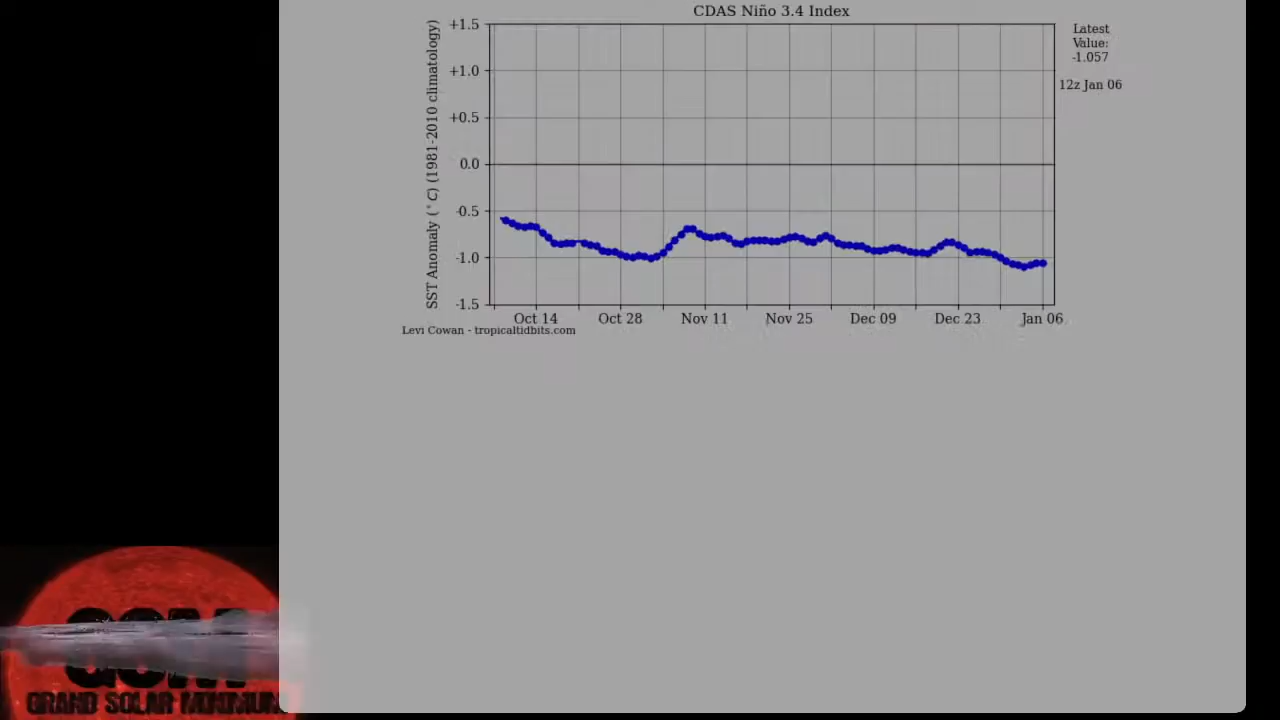 CDAS Niño 3.4 Index
+1.5
+1.0
+0.5
0.0
-0.5
-1.0
-1.5
SST Anomaly (°C) (1981-2010 climatology)
Oct 14
Oct 28
Nov 11
Nov 25
Dec 09
Dec 23
Jan 06
Levi Cowan - tropicaltidbits.com
Latest
Value:
-1.057
12z Jan 06
GRAND SOLAR MINIMUM